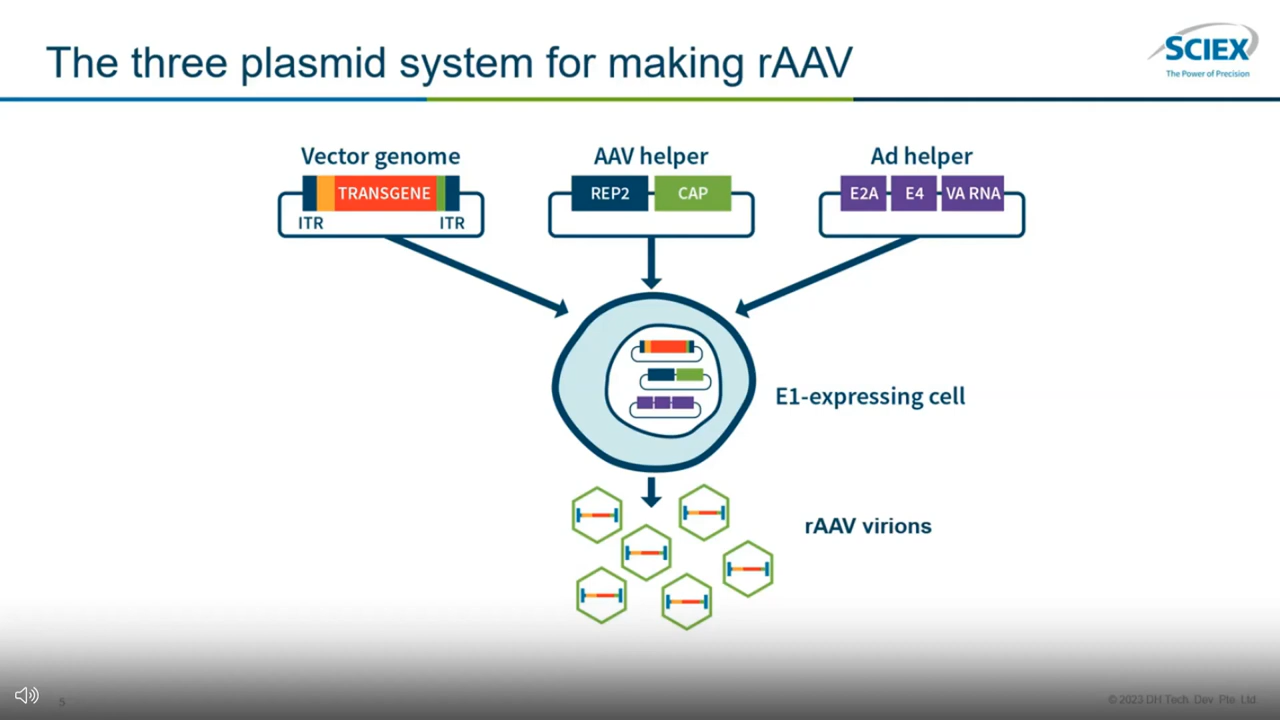 The three plasmid system for making rAAV
SCIEX
The Power of Precision
Vector genome
AAV helper
Ad helper
TRANSGENE
REP2
CAP
E2A
E4
VA RNA
ITR
ITR
E1-expressing cell
rAAV virions
5
© 2023 DH Tech. Dev. Pte. Ltd.